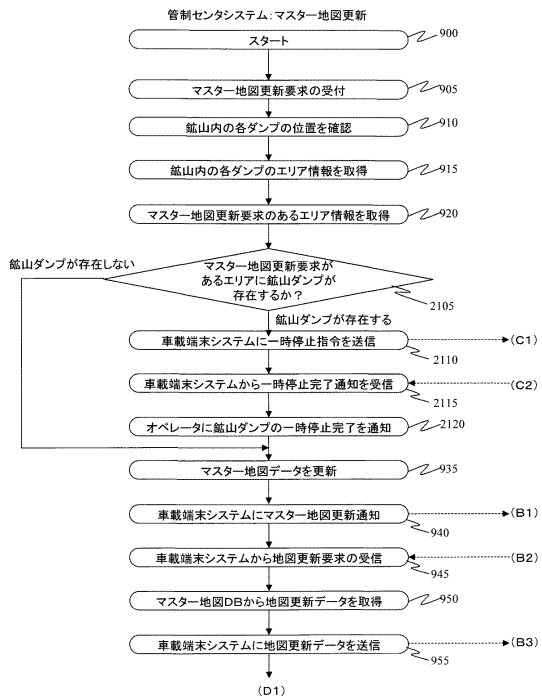 管制センタシステム：マスター地図更新
スタート
900
マスター地図更新要求の受付
905
鉱山内の各ダンプの位置を確認
910
鉱山内の各ダンプのエリア情報を取得
915
マスター地図更新要求のあるエリア情報を取得
920
鉱山ダンプが存在しない
マスター地図更新要求が
あるエリアに鉱山ダンプが
存在するか？
2105
鉱山ダンプが存在する
車載端末システムに一時停止指令を送信
(C1)
2110
車載端末システムから一時停止完了通知を受信
(C2)
2115
オペレータに鉱山ダンプの一時停止完了を通知
2120
マスター地図データを更新
935
車載端末システムにマスター地図更新通知
(B1)
940
車載端末システムから地図更新要求の受信
(B2)
945
マスター地図DBから地図更新データを取得
950
車載端末システムに地図更新データを送信
(B3)
955
(D1)